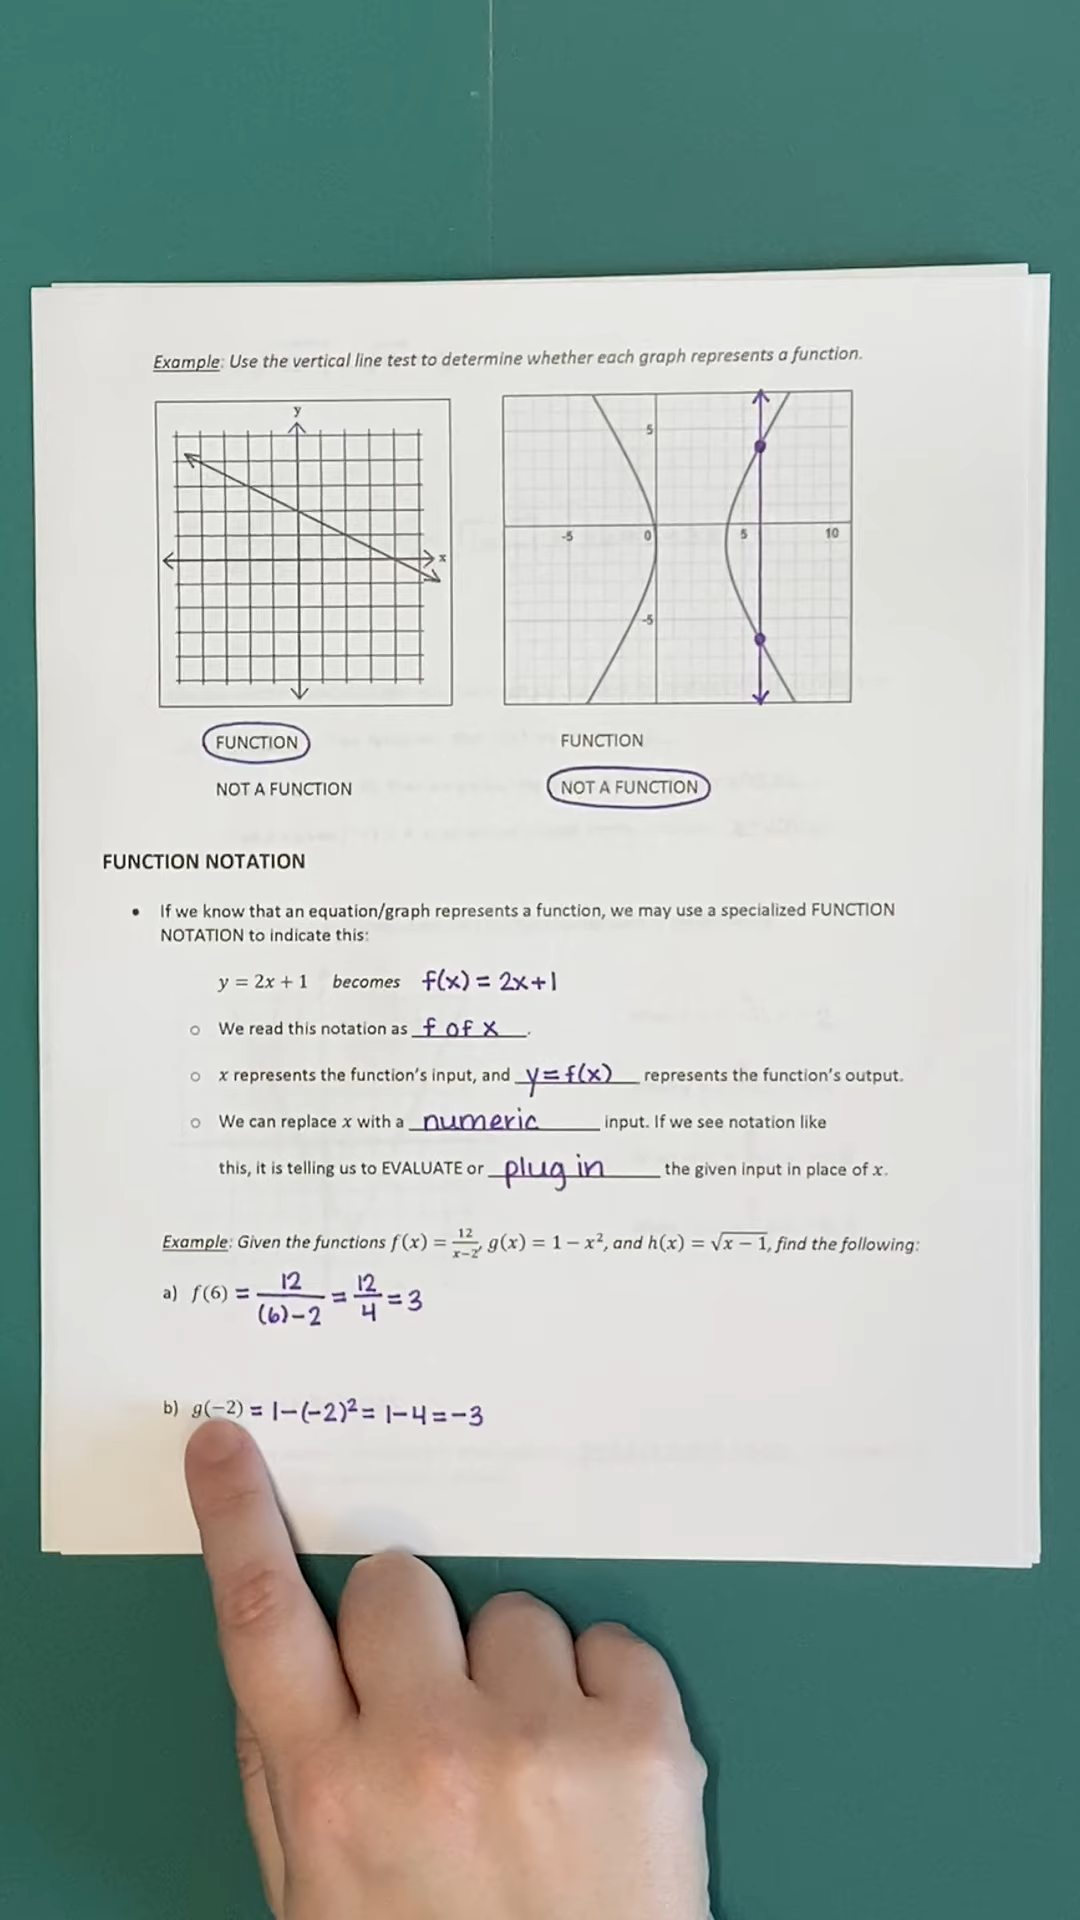 Example: Use the vertical line test to determine whether each graph represents a function.
y
x
5
-5
0
5
10
-5
FUNCTION
NOT A FUNCTION
FUNCTION
NOT A FUNCTION
FUNCTION NOTATION
• If we know that an equation/graph represents a function, we may use a specialized FUNCTION
NOTATION to indicate this:
y = 2x + 1 becomes f(x) = 2x+1
o We read this notation as f of x.
o x represents the function's input, and y = f(x) represents the function's output.
o We can replace x with a numeric input. If we see notation like
this, it is telling us to EVALUATE or plug in the given input in place of x.
Example: Given the functions f(x) = 12/(x−2), g(x) = 1 − x², and h(x) = √(x − 1), find the following:
a) f(6) = 12/((6)−2) = 12/4 = 3
b) g(−2) = 1−(−2)² = 1−4 = −3